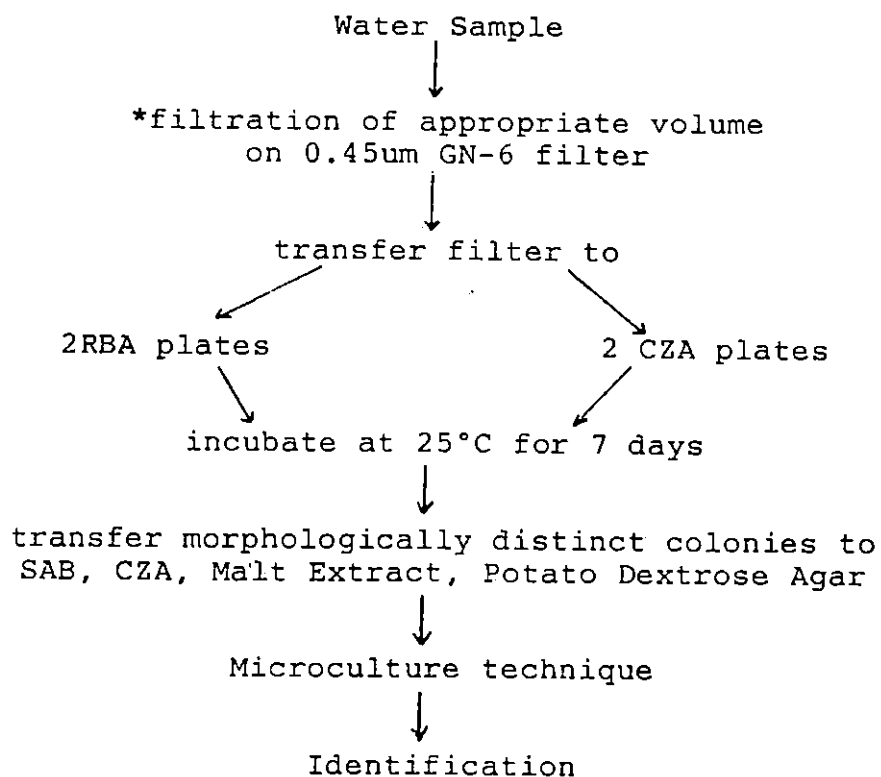 Water Sample
*filtration of appropriate volume
on 0.45um GN-6 filter
transfer filter to
2RBA plates
2 CZA plates
incubate at 25°C for 7 days
transfer morphologically distinct colonies to
SAB, CZA, Malt Extract, Potato Dextrose Agar
Microculture technique
Identification